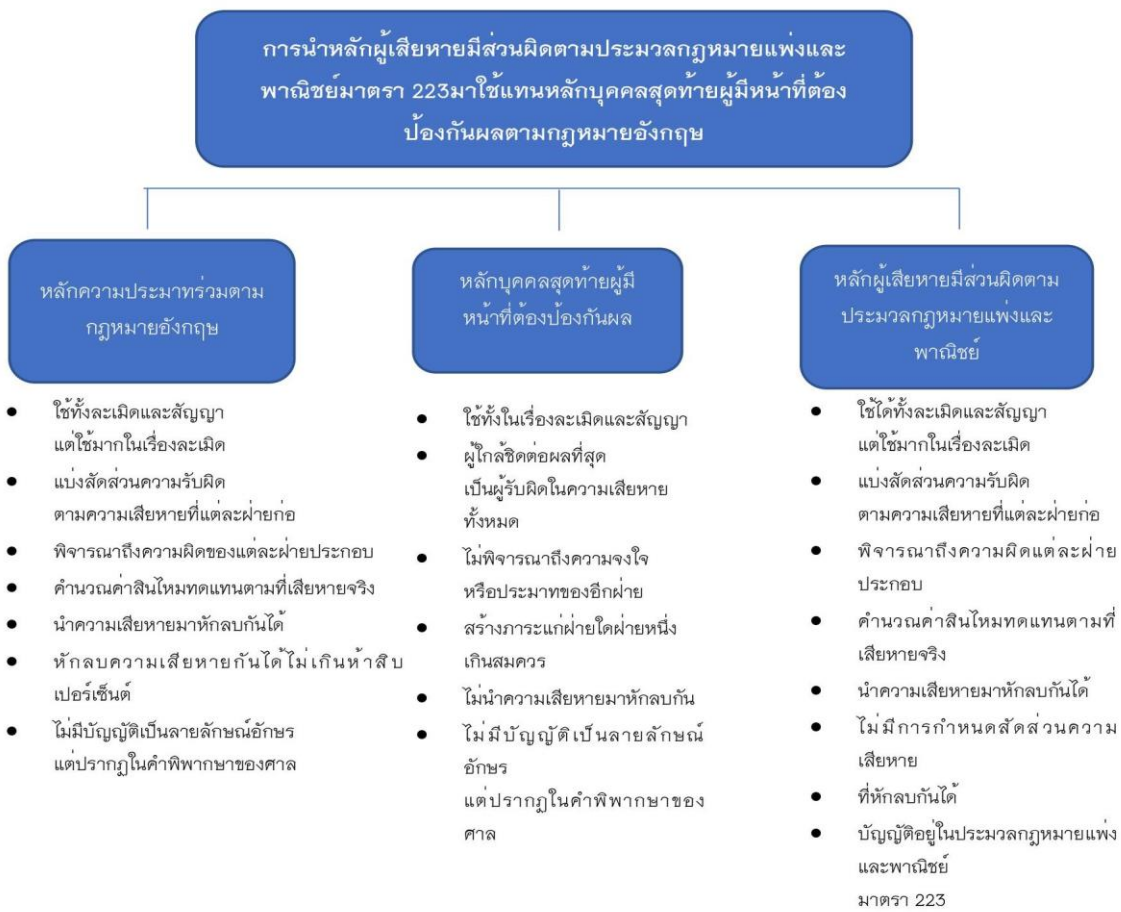 การนำหลักผู้เสียหายมีส่วนผิดตามประมวลกฎหมายแพ่งและ
พาณิชย์มาตรา 223มาใช้แทนหลักบุคคลสุดท้ายผู้มีหน้าที่ต้อง
ป้องกันผลตามกฎหมายอังกฤษ
หลักความประมาทร่วมตาม
กฎหมายอังกฤษ
● ใช้ทั้งละเมิดและสัญญา
แต่ใช้มากในเรื่องละเมิด
● แบ่งสัดส่วนความรับผิด
ตามความเสียหายที่แต่ละฝ่ายก่อ
● พิจารณาถึงความผิดของแต่ละฝ่ายประกอบ
● คำนวณค่าสินไหมทดแทนตามที่เสียหายจริง
● นำความเสียหายมาหักลบกันได้
● หักลบความเสียหายกันได้ไม่เกินห้าสิบ
เปอร์เซ็นต์
● ไม่มีบัญญัติเป็นลายลักษณ์อักษร
แต่ปรากฏในคำพิพากษาของศาล
หลักบุคคลสุดท้ายผู้มี
หน้าที่ต้องป้องกันผล
● ใช้ทั้งในเรื่องละเมิดและสัญญา
● ผู้ใกล้ชิดต่อผลที่สุด
เป็นผู้รับผิดในความเสียหาย
ทั้งหมด
● ไม่พิจารณาถึงความจงใจ
หรือประมาทของอีกฝ่าย
● สร้างภาระแก่ฝ่ายใดฝ่ายหนึ่ง
เกินสมควร
● ไม่นำความเสียหายมาหักลบกัน
● ไม่มีบัญญัติเป็นลายลักษณ์
อักษร
แต่ปรากฏในคำพิพากษาของ
ศาล
หลักผู้เสียหายมีส่วนผิดตาม
ประมวลกฎหมายแพ่งและ
พาณิชย์
● ใช้ได้ทั้งละเมิดและสัญญา
แต่ใช้มากในเรื่องละเมิด
● แบ่งสัดส่วนความรับผิด
ตามความเสียหายที่แต่ละฝ่ายก่อ
● พิจารณาถึงความผิดแต่ละฝ่าย
ประกอบ
● คำนวณค่าสินไหมทดแทนตามที่
เสียหายจริง
● นำความเสียหายมาหักลบกันได้
● ไม่มีการกำหนดสัดส่วนความ
เสียหาย
● ที่หักลบกันได้
● บัญญัติอยู่ในประมวลกฎหมายแพ่ง
และพาณิชย์
มาตรา 223